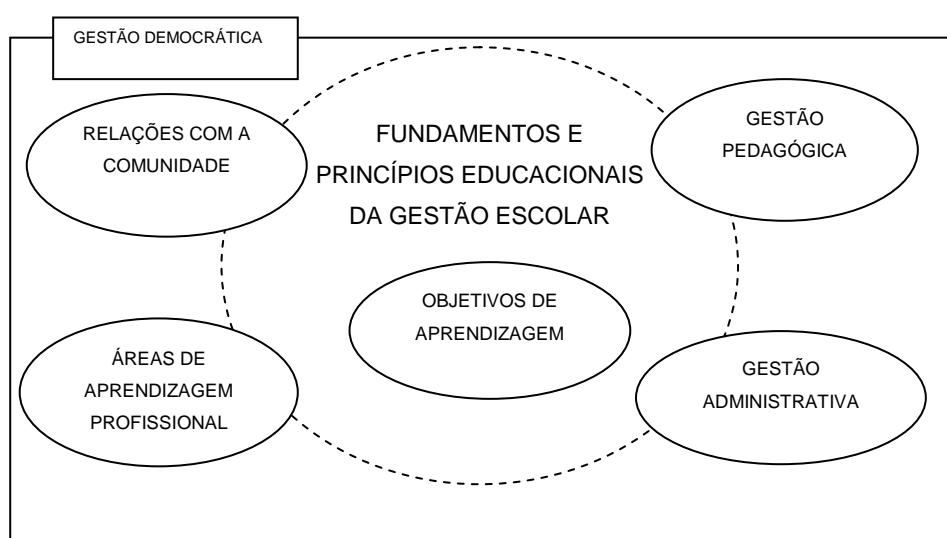 GESTÃO DEMOCRÁTICA
RELAÇÕES COM A
COMUNIDADE
FUNDAMENTOS E
PRINCÍPIOS EDUCACIONAIS
DA GESTÃO ESCOLAR
GESTÃO
PEDAGÓGICA
OBJETIVOS DE
APRENDIZAGEM
ÁREAS DE
APRENDIZAGEM
PROFISSIONAL
GESTÃO
ADMINISTRATIVA